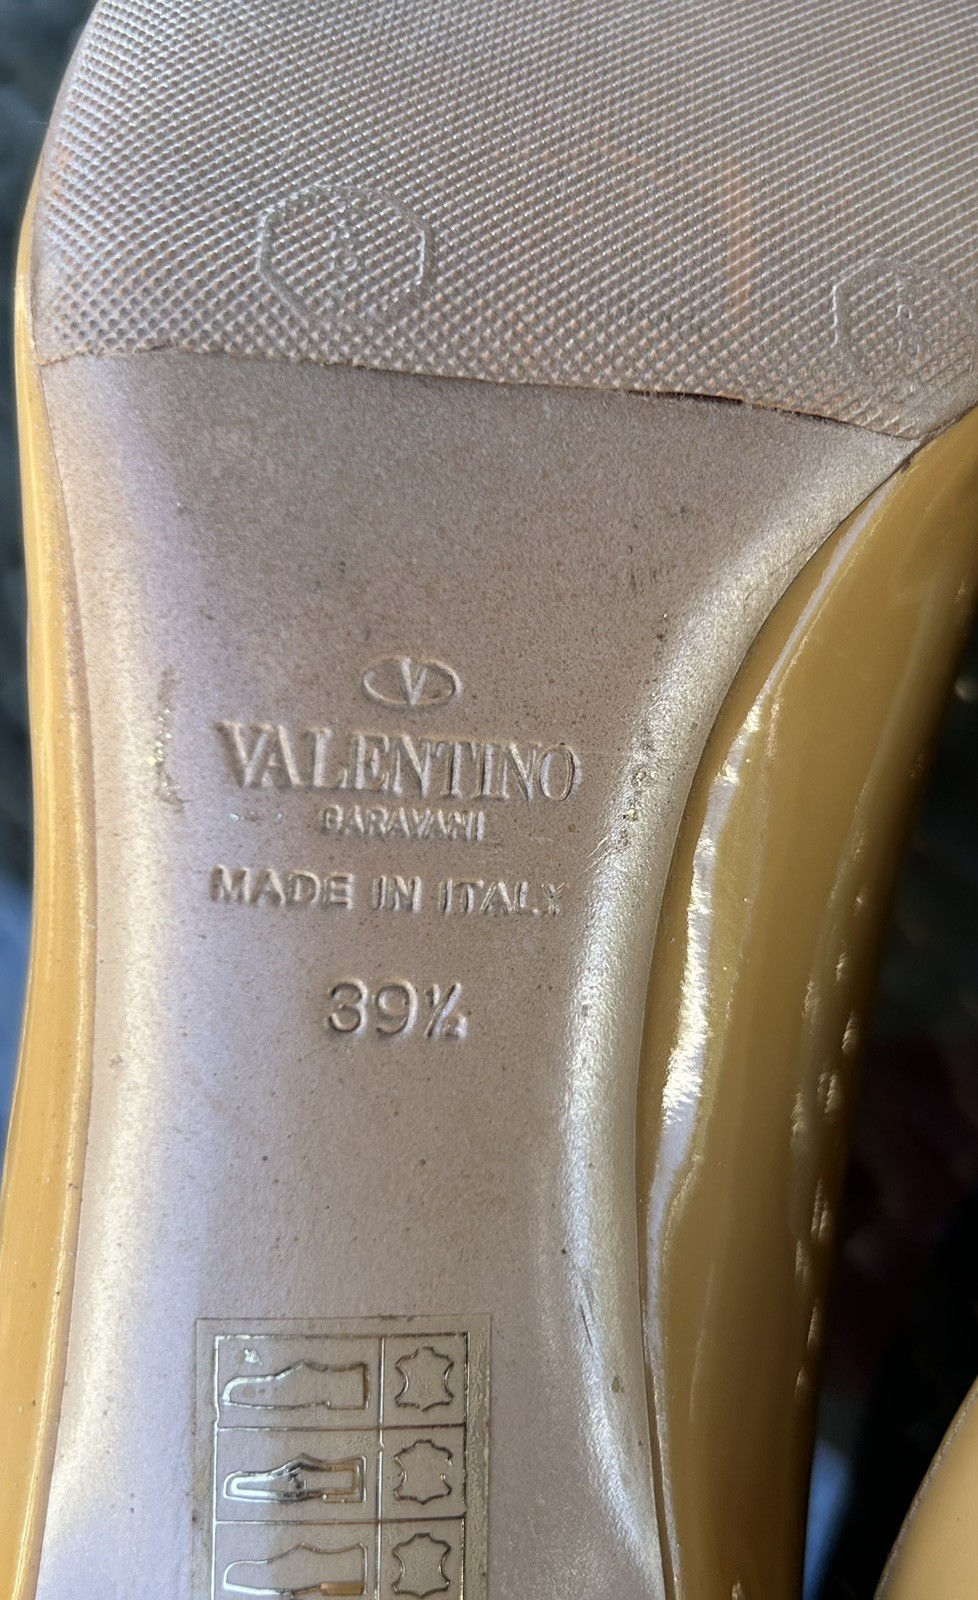 V
VALENTINO
GARAVANI
MADE IN ITALY
39½